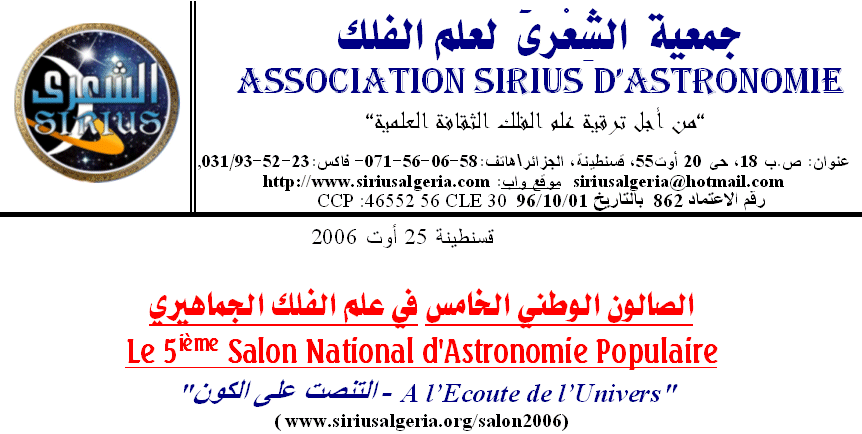 الشعرى
SIRIUS
جمعية الشِعْرىَ لعلم الفلك
ASSOCIATION SIRIUS D'ASTRONOMIE
"من أجل ترقية علم الفلك الثقافة العلمية"
عنوان: ص.ب 18، حي 20 أوت55، قسنطينة، الجزائر\هاتف:58-06-56-071- فاكس:23-52-93/031,
http://www.siriusalgeria.com موقع واب: siriusalgeria@hotmail.com
رقم الاعتماد 862 بالتاريخ 96/10/01 CCP :46552 56 CLE 30
قسنطينة 25 أوت 2006
الصالون الوطني الخامس في علم الفلك الجماهيري
Le 5ième Salon National d'Astronomie Populaire
"التنصت على الكون - A l'Ecoute de l'Univers"
( www.siriusalgeria.org/salon2006)